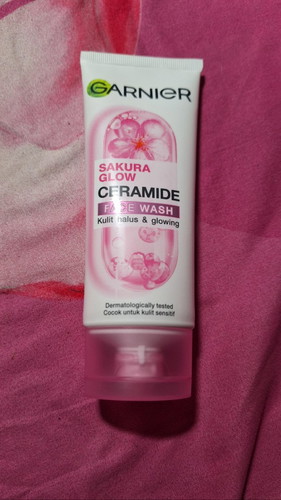 GARNIER
SAKURA
GLOW
CERAMIDE
FACE WASH
Kulit halus & glowing
Dermatologically tested
Cocok untuk kulit sensitif